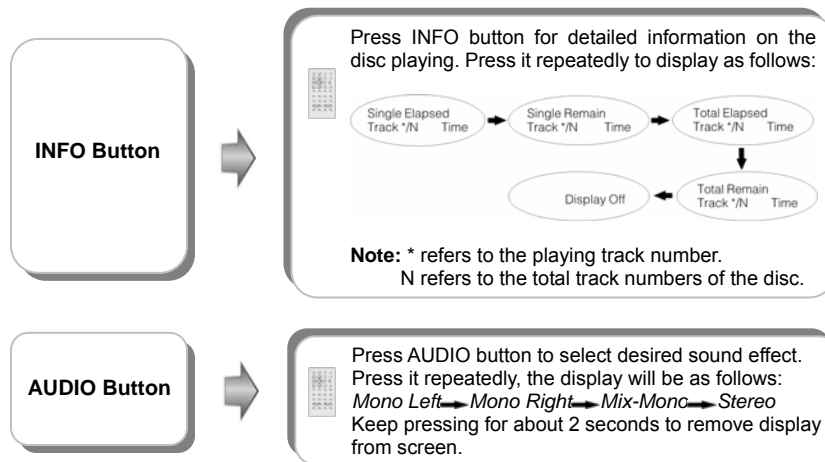 Press INFO button for detailed information on the
disc playing. Press it repeatedly to display as follows:
Single Elapsed
Track */N Time
Single Remain
Track */N Time
Total Elapsed
Track */N Time
INFO Button
Display Off
Total Remain
Track */N Time
Note: * refers to the playing track number.
N refers to the total track numbers of the disc.
AUDIO Button
Press AUDIO button to select desired sound effect.
Press it repeatedly, the display will be as follows:
Mono Left Mono Right Mix-Mono Stereo
Keep pressing for about 2 seconds to remove display
from screen.